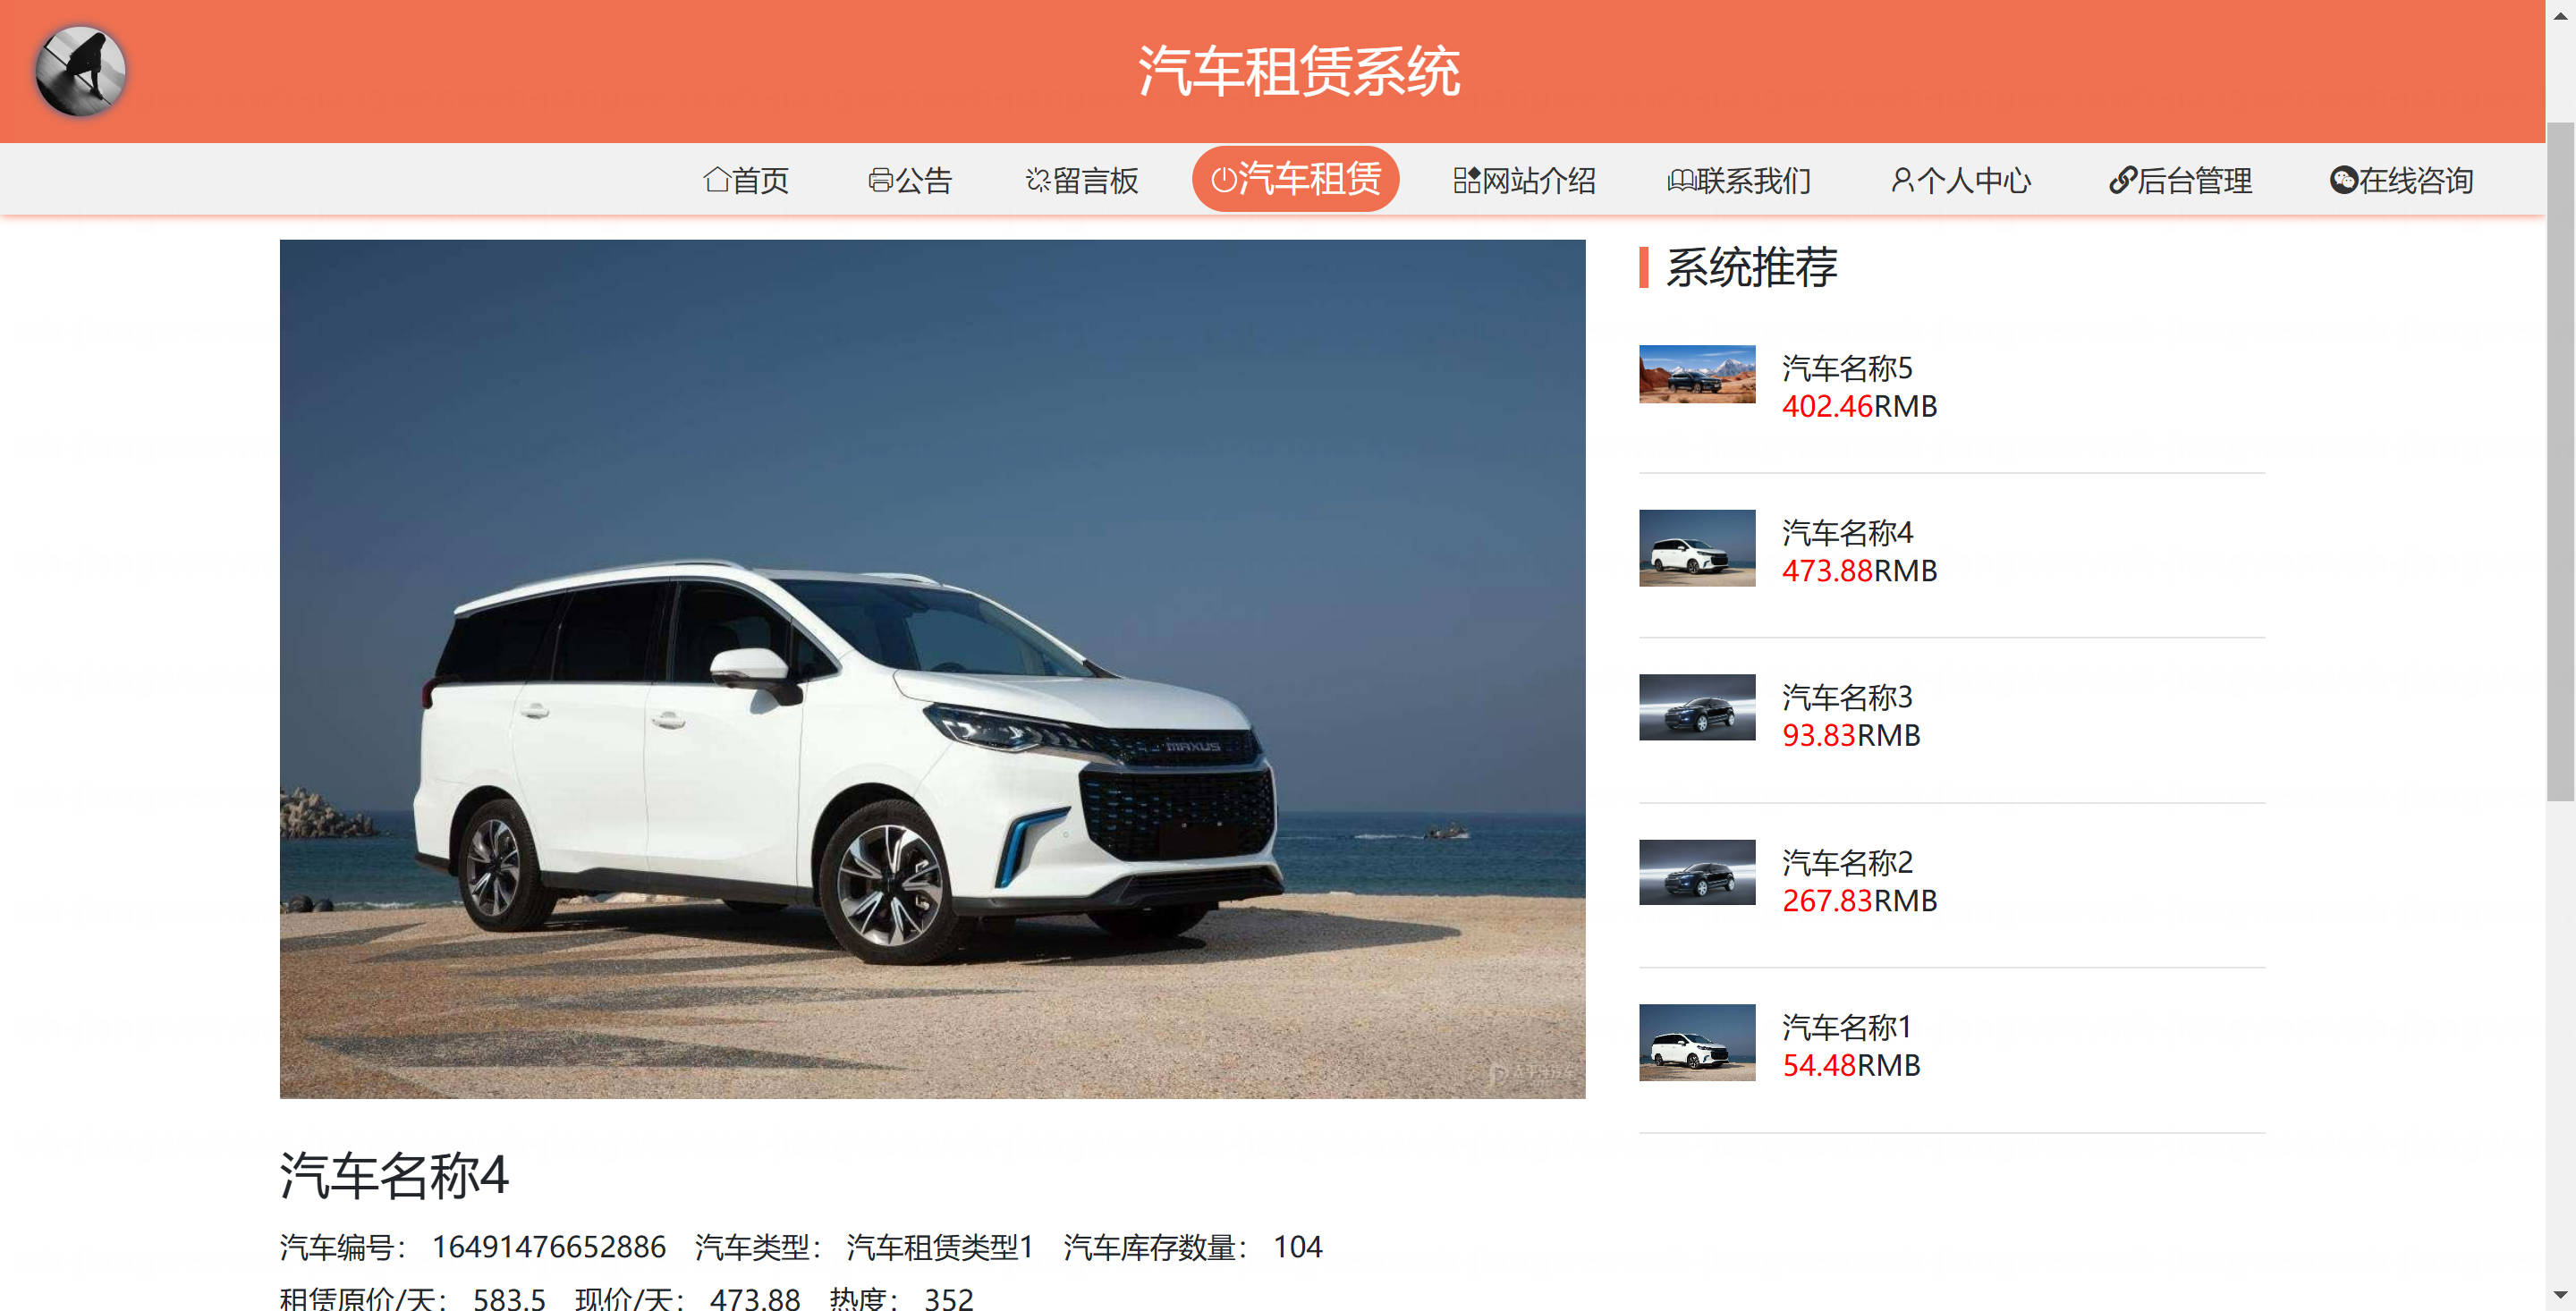 汽车租赁系统
首页 公告 留言板 汽车租赁 网站介绍 联系我们 个人中心 后台管理 在线咨询
MAXUS
系统推荐
汽车名称5
402.46RMB
汽车名称4
473.88RMB
汽车名称3
93.83RMB
汽车名称2
267.83RMB
汽车名称1
54.48RMB
汽车名称4
汽车编号： 16491476652886 汽车类型： 汽车租赁类型1 汽车库存数量： 104
租赁原价/天： 583.5 现价/天： 473.88 热度： 352